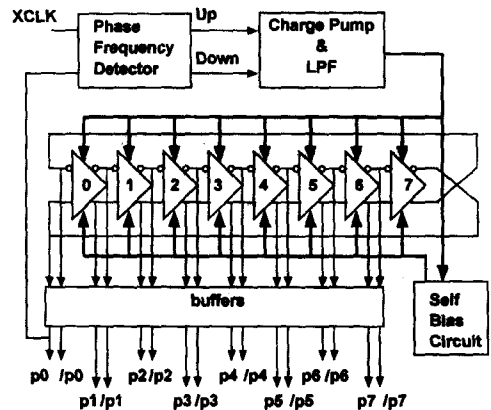 XCLK
Phase
Frequency
Detector
Up
Down
Charge Pump
&
LPF
0 1 2 3 4 5 6 7
buffers
Self
Bias
Circuit
p0 /p0 p2 /p2 p4 /p4 p6 /p6
p1 /p1 p3 /p3 p5 /p5 p7 /p7